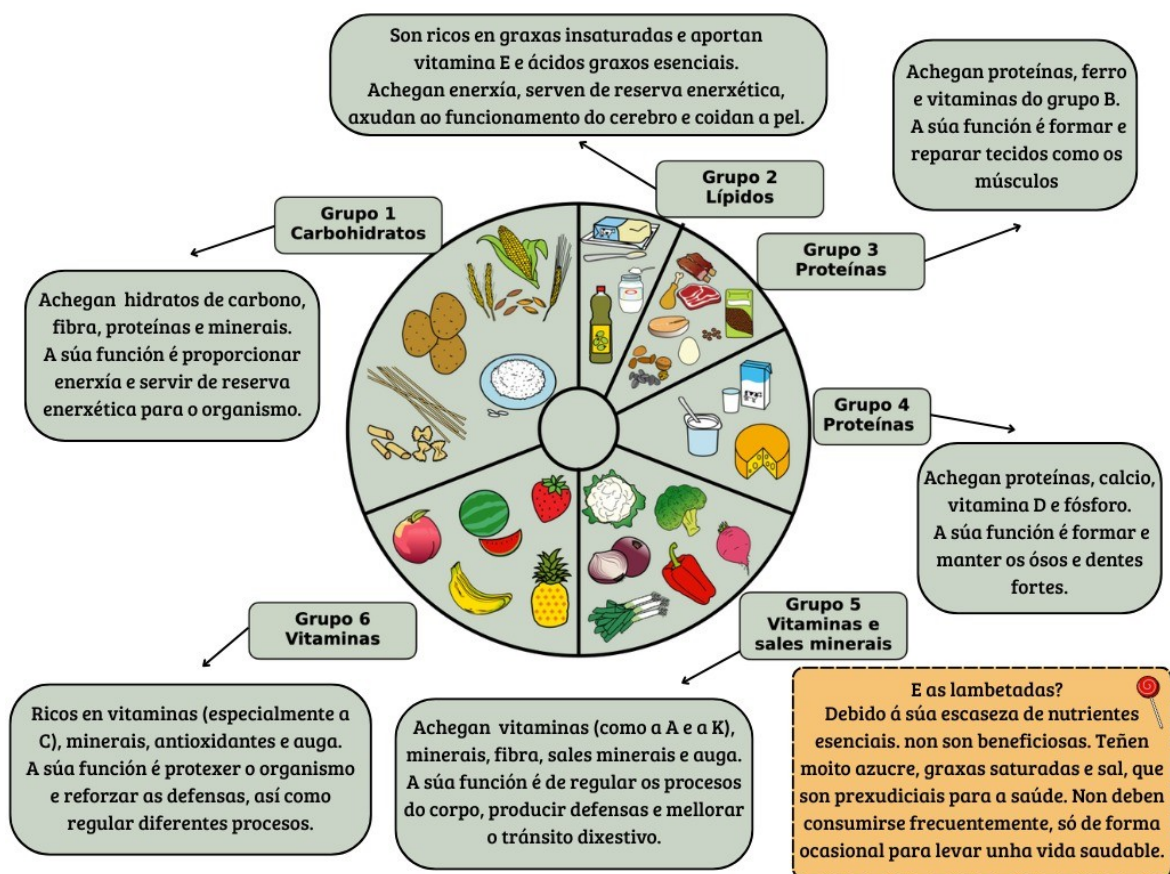 Son ricos en graxas insaturadas e aportan
vitamina E e ácidos graxos esenciais.
Achegan enerxía, serven de reserva enerxética,
axudan ao funcionamento do cerebro e coidan a pel.
Achegan proteínas, ferro
e vitaminas do grupo B.
A súa función é formar e
reparar tecidos como os
músculos
Grupo 2
Lípidos
Grupo 1
Carbohidratos
Grupo 3
Proteínas
Achegan hidratos de carbono,
fibra, proteínas e minerais.
A súa función é proporcionar
enerxía e servir de reserva
enerxética para o organismo.
Grupo 4
Proteínas
Achegan proteínas, calcio,
vitamina D e fósforo.
A súa función é formar e
manter os ósos e dentes
fortes.
Grupo 6
Vitaminas
Grupo 5
Vitaminas e
sales minerais
Ricos en vitaminas (especialmente a
C), minerais, antioxidantes e auga.
A súa función é protexer o organismo
e reforzar as defensas, así como
regular diferentes procesos.
Achegan vitaminas (como a A e a K),
minerais, fibra, sales minerais e auga.
A súa función é de regular os procesos
do corpo, producir defensas e mellorar
o tránsito dixestivo.
E as lambetadas?
Debido á súa escaseza de nutrientes
esenciais. non son beneficiosas. Teñen
moito azucre, graxas saturadas e sal, que
son prexudiciais para a saúde. Non deben
consumirse frecuentemente, só de forma
ocasional para levar unha vida saudable.